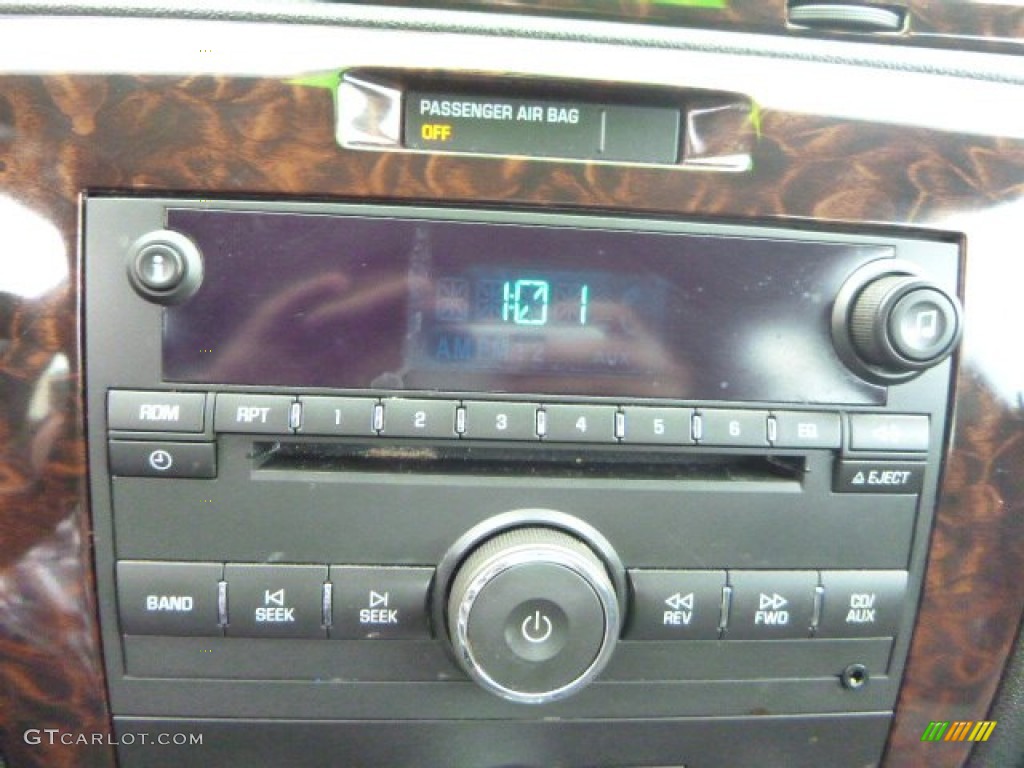 PASSENGER AIR BAG
OFF
i
1:01
AM
AUX
RDM
RPT
1
2
3
4
5
6
EQ
EJECT
BAND
SEEK
SEEK
REV
FWD
CD/
AUX
GTCARLOT.COM